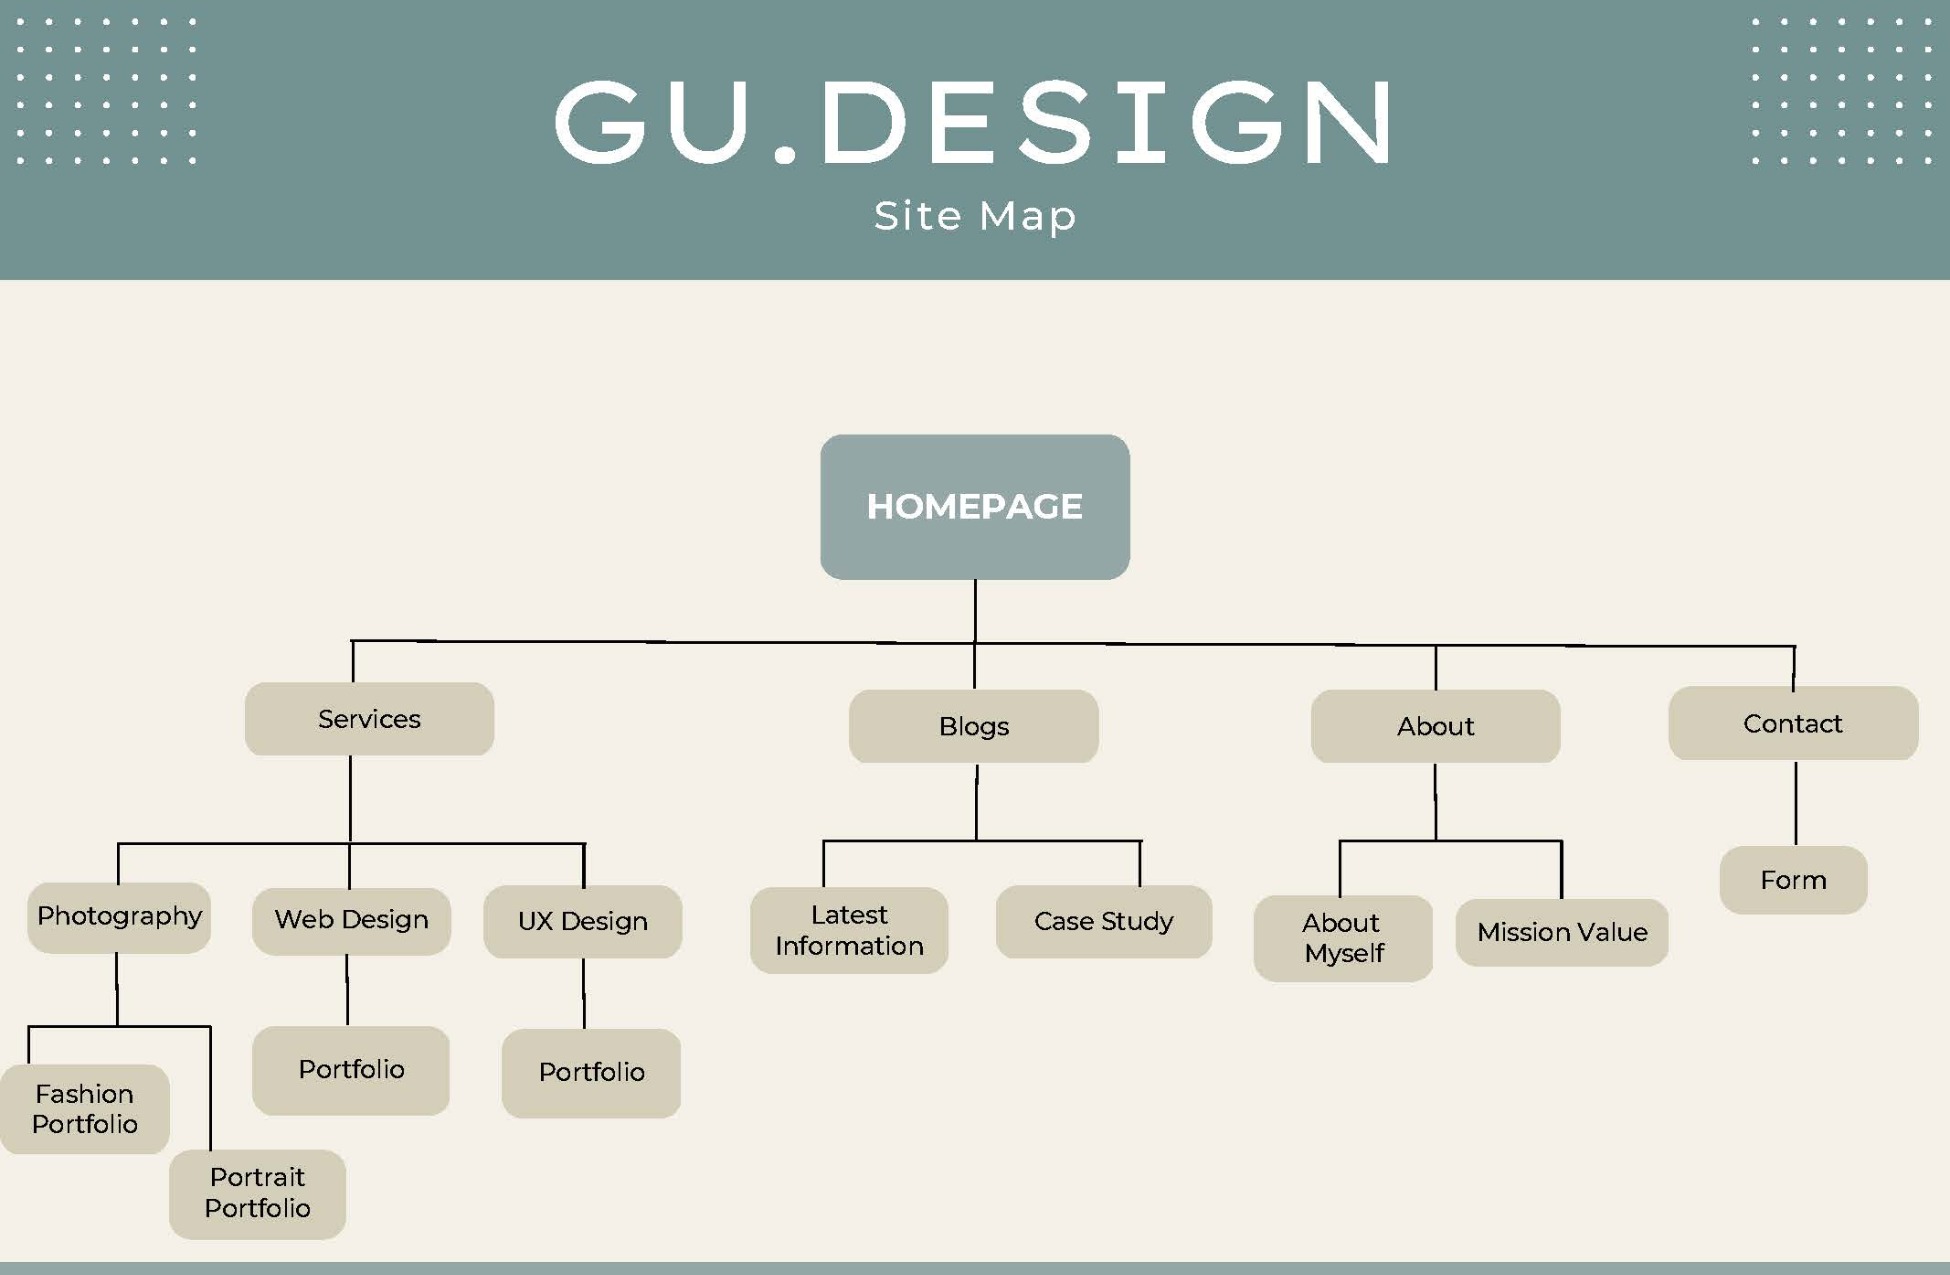 GU.DESIGN
Site Map
HOMEPAGE
Services
Blogs
About
Contact
Photography
Web Design
UX Design
Latest
Information
Case Study
About
Myself
Mission Value
Form
Fashion
Portfolio
Portrait
Portfolio
Portfolio
Portfolio